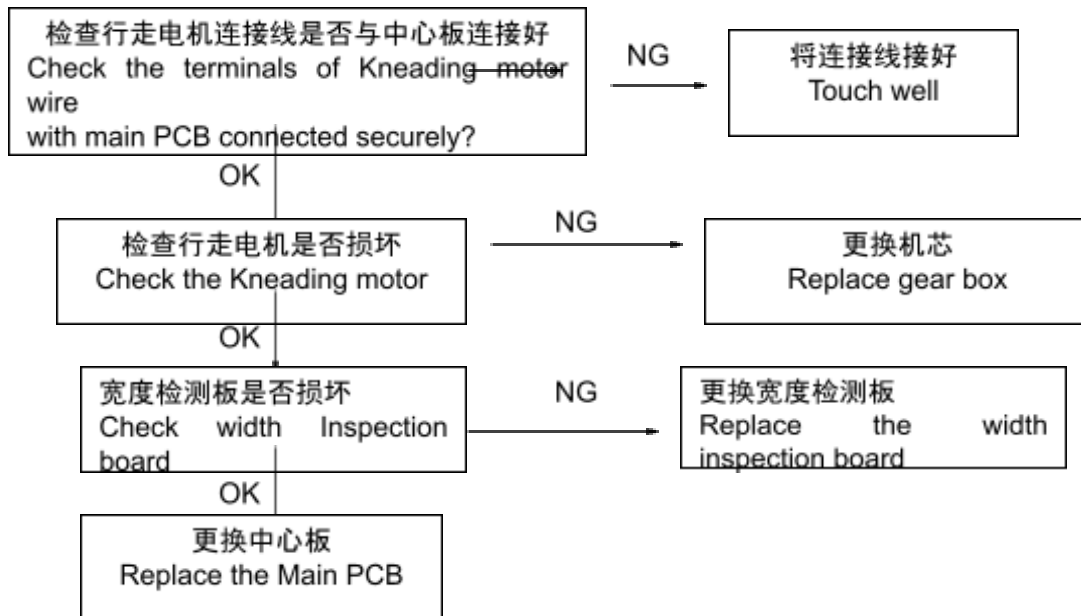 检查行走电机连接线是否与中心板连接好
Check the terminals of Kneading motor
wire
with main PCB connected securely?
NG
将连接线接好
Touch well
OK
检查行走电机是否损坏
Check the Kneading motor
NG
更换机芯
Replace gear box
OK
宽度检测板是否损坏
Check width Inspection
board
NG
更换宽度检测板
Replace the width
inspection board
OK
更换中心板
Replace the Main PCB